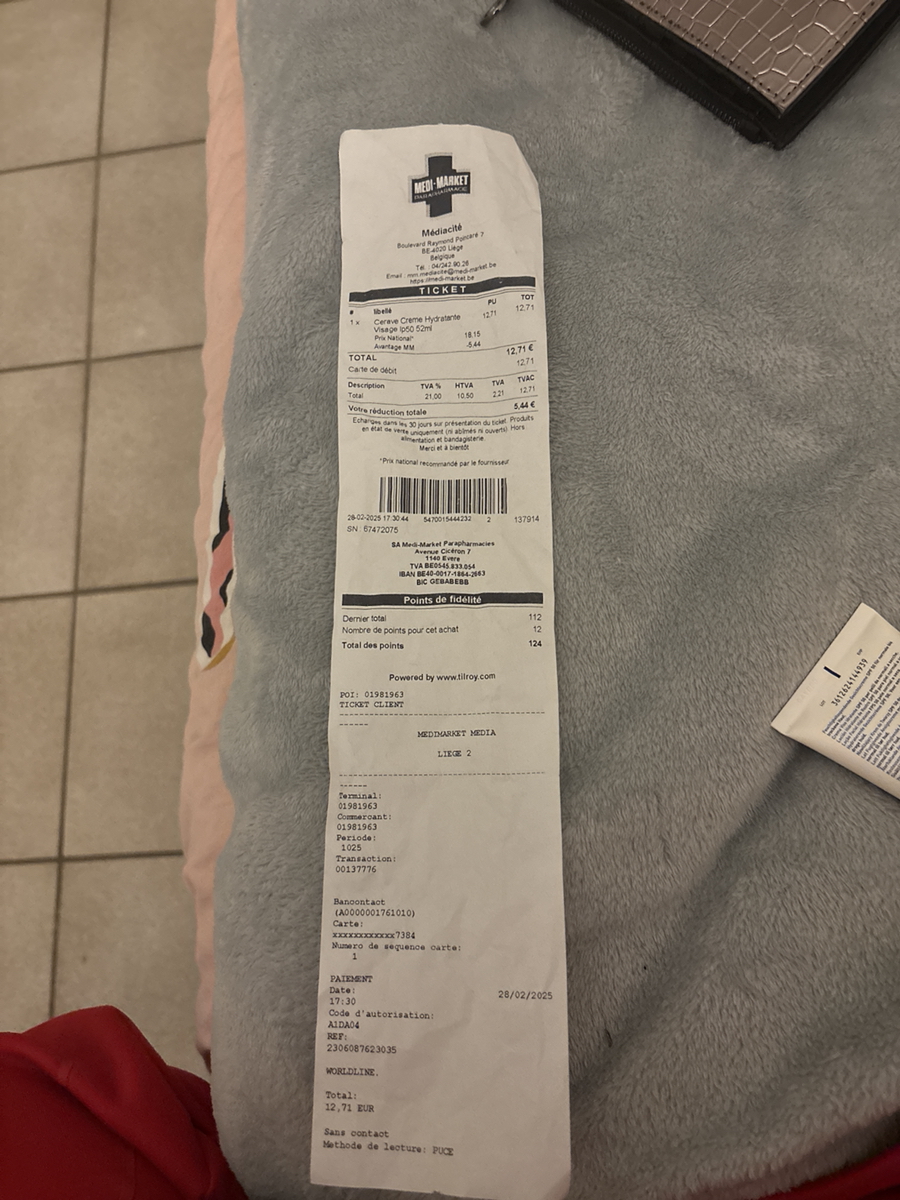 MEDI-MARKET
PARAPHARMACIE
Médiacité
Boulevard Raymond Poincaré 7
BE-4020 Liège
Belgique
Tél : 04/242.90.26
Email : mm.mediacite@medi-market.be
https://medi-market.be
TICKET
# libellé PU TOT
1 x Cerave Creme Hydratante 12,71 12,71
Visage Ip50 52ml
Prix National* 18,15
Avantage MM -5,44
TOTAL 12,71 €
Carte de débit 12,71
Description TVA % HTVA TVA TVAC
Total 21,00 10,50 2,21 12,71
Votre réduction totale 5,44 €
Echanges dans les 30 jours sur présentation du ticket. Produits
en état de vente uniquement (ni abîmés ni ouverts). Hors
alimentation et bandagisterie.
Merci et à bientôt
*Prix national recommandé par le fournisseur
28-02-2025 17:30:44 5470015444232 2 137914
SN : 67472075
SA Medi-Market Parapharmacies
Avenue Cicéron 7
1140 Evere
TVA BE0545.833.054
IBAN BE40-0017-1864-2663
BIC GEBABEBB
Points de fidélité
Dernier total 112
Nombre de points pour cet achat 12
Total des points 124
Powered by www.tilroy.com
POI: 01981963
TICKET CLIENT
MEDIMARKET MEDIA
LIEGE 2
Terminal:
01981963
Commercant:
01981963
Periode:
1025
Transaction:
00137776
Bancontact
(A0000001761010)
Carte:
xxxxxxxxxxxx7384
Numero de sequence carte:
1
PAIEMENT
Date: 28/02/2025
17:30
Code d'autorisation:
A1DA04
REF:
2306087623035
WORLDLINE.
Total:
12,71 EUR
Sans contact
Methode de lecture: PUCE
LOT
EXP